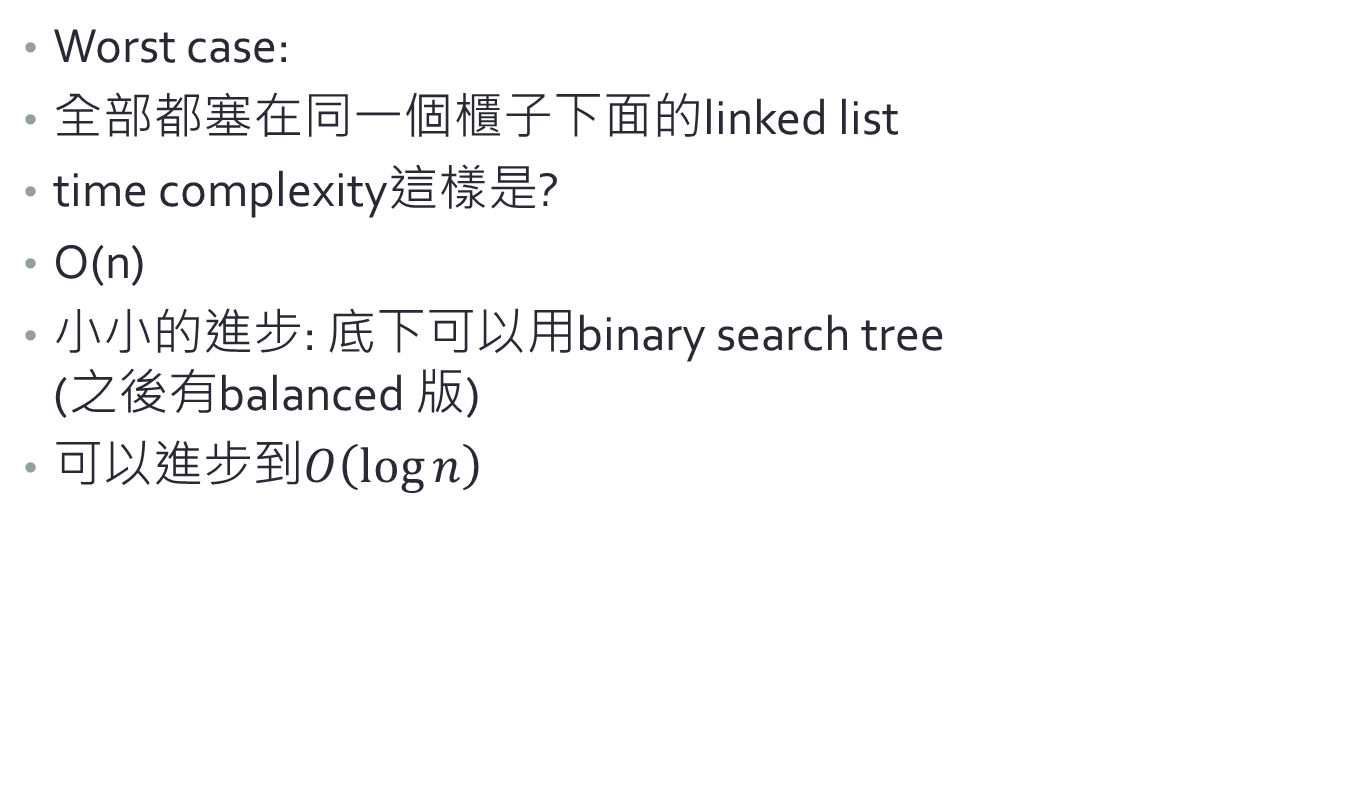 • Worst case:
• 全部都塞在同一個櫃子下面的linked list
• time complexity這樣是?
• O(n)
• 小小的進步: 底下可以用binary search tree
(之後有balanced 版)
• 可以進步到O(log n)